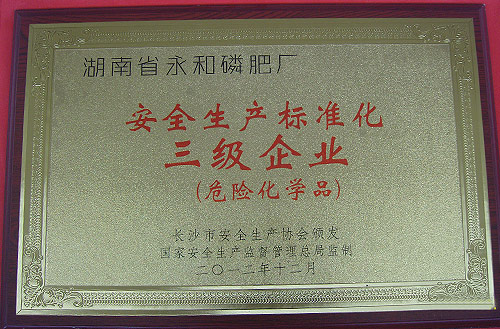 湖南省永和磷肥厂
安全生产标准化
三级企业
(危险化学品)
长沙市安全生产协会颁发
国家安全生产监督管理总局监制
二〇一二年十二月